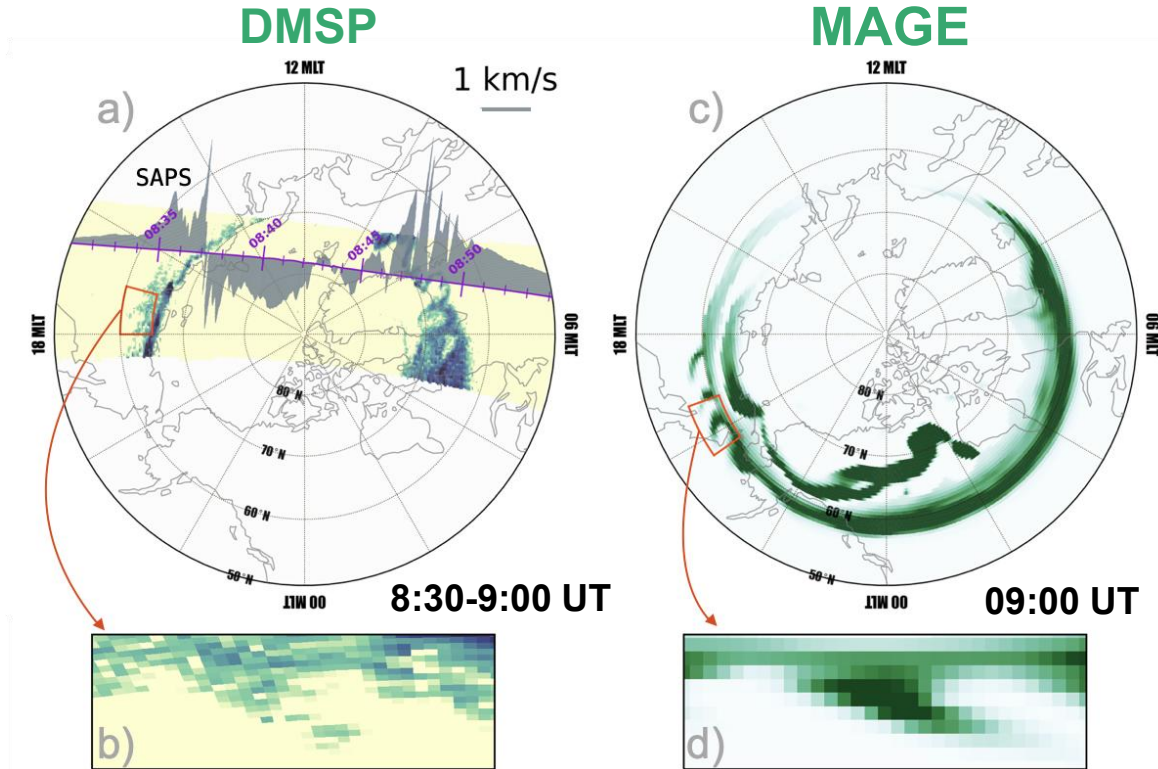 DMSP
MAGE
12 MLT
12 MLT
1 km/s
a)
c)
SAPS
08:35
08:40
08:45
08:50
18 MLT
06 MLT
18 MLT
06 MLT
80°N
70°N
60°N
50°N
80°N
70°N
60°N
50°N
00 MLT
00 MLT
8:30-9:00 UT
09:00 UT
b)
d)